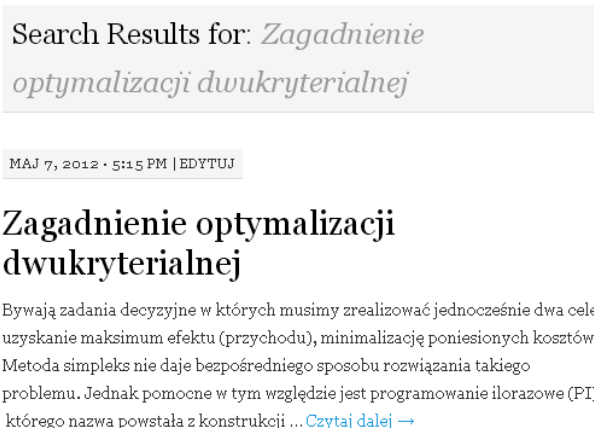 Search Results for: Zagadnienie
optymalizacji dwukryterialnej
MAJ 7, 2012 · 5:15 PM | EDYTUJ
Zagadnienie optymalizacji
dwukryterialnej
Bywają zadania decyzyjne w których musimy zrealizować jednocześnie dwa cele
uzyskanie maksimum efektu (przychodu), minimalizację poniesionych kosztów
Metoda simpleks nie daje bezpośredniego sposobu rozwiązania takiego
problemu. Jednak pomocne w tym względzie jest programowanie ilorazowe (PI)
którego nazwa powstała z konstrukcji ... Czytaj dalej →